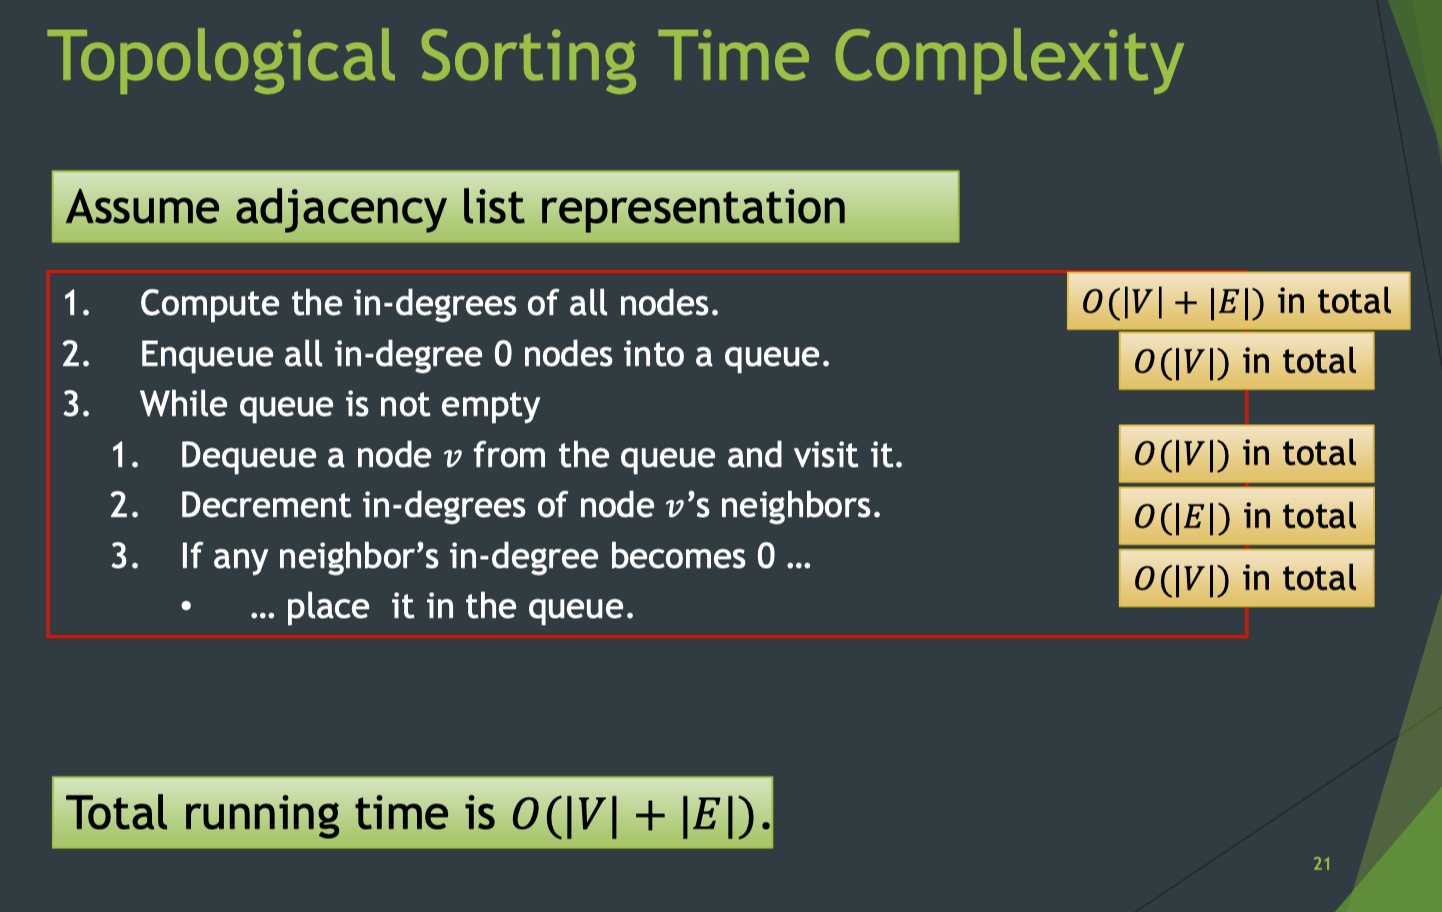 Topological Sorting Time Complexity
Assume adjacency list representation
1. Compute the in-degrees of all nodes. O(|V| + |E|) in total
2. Enqueue all in-degree 0 nodes into a queue. O(|V|) in total
3. While queue is not empty
1. Dequeue a node v from the queue and visit it. O(|V|) in total
2. Decrement in-degrees of node v’s neighbors. O(|E|) in total
3. If any neighbor’s in-degree becomes 0 … O(|V|) in total
• … place it in the queue.
Total running time is O(|V| + |E|).
21